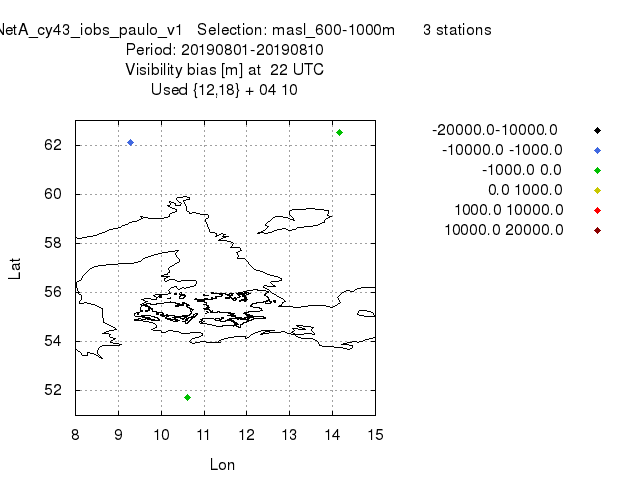 NetA_cy43_iobs_paulo_v1 Selection: masl_600-1000m 3 stations
Period: 20190801-20190810
Visibility bias [m] at 22 UTC
Used {12,18} + 04 10
-20000.0-10000.0
-10000.0 -1000.0
-1000.0 0.0
0.0 1000.0
1000.0 10000.0
10000.0 20000.0
62
60
58
56
54
52
Lat
8 9 10 11 12 13 14 15
Lon